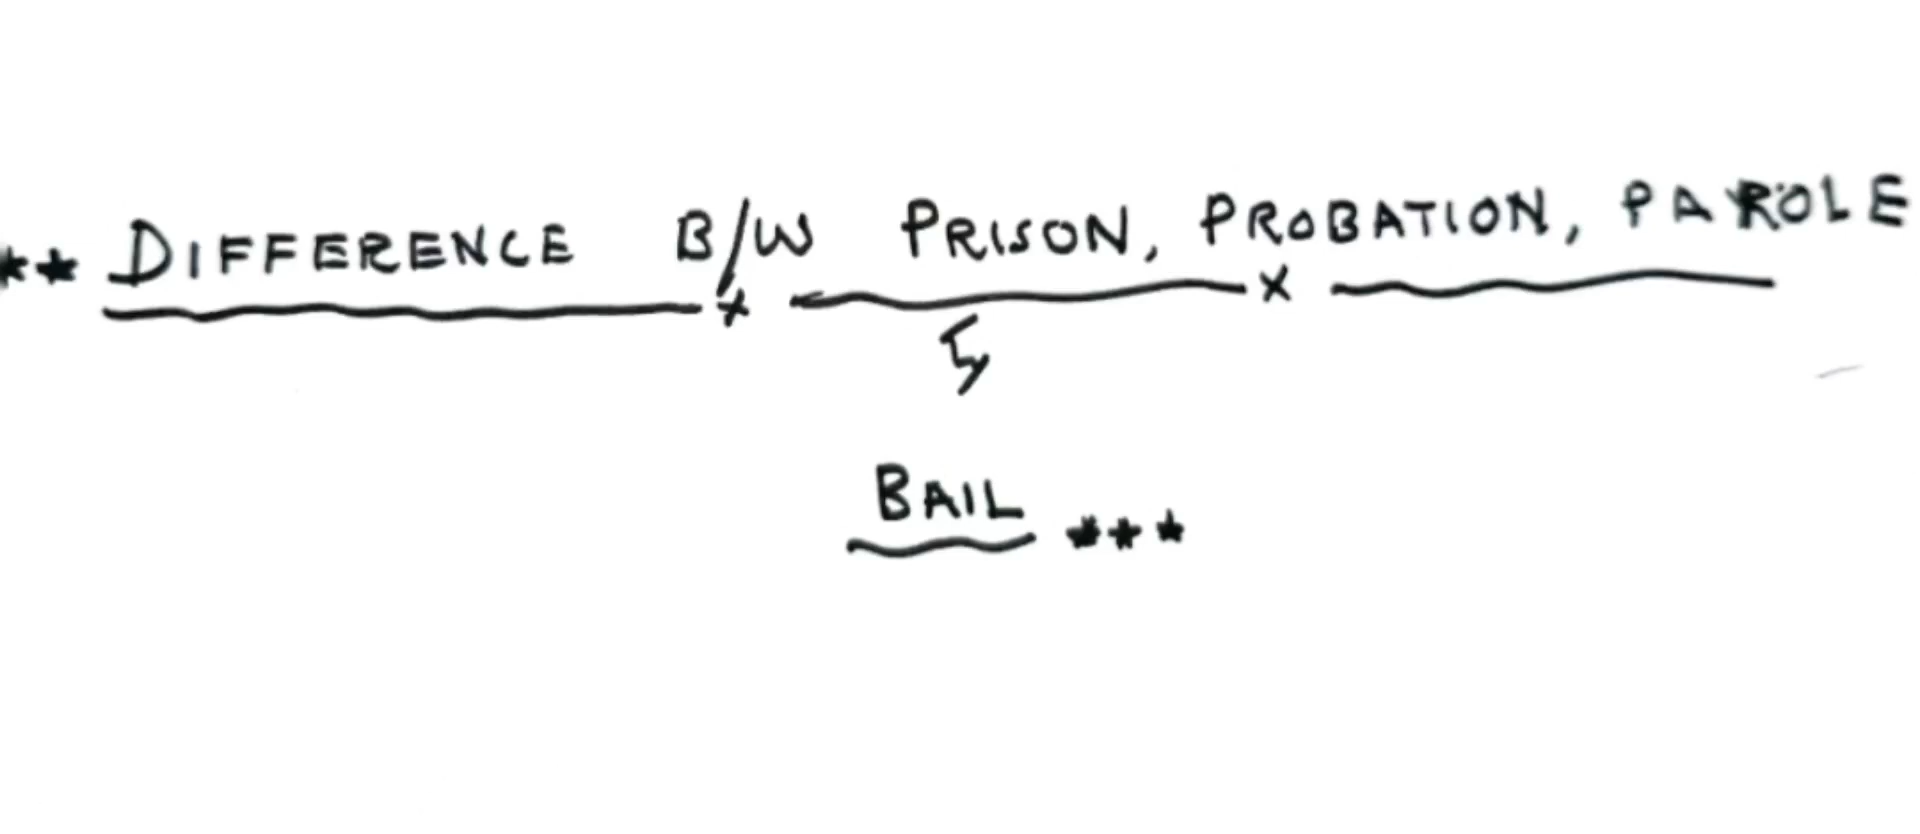 ** DIFFERENCE B/W PRISON, PROBATION, PAROLE
&
BAIL ***